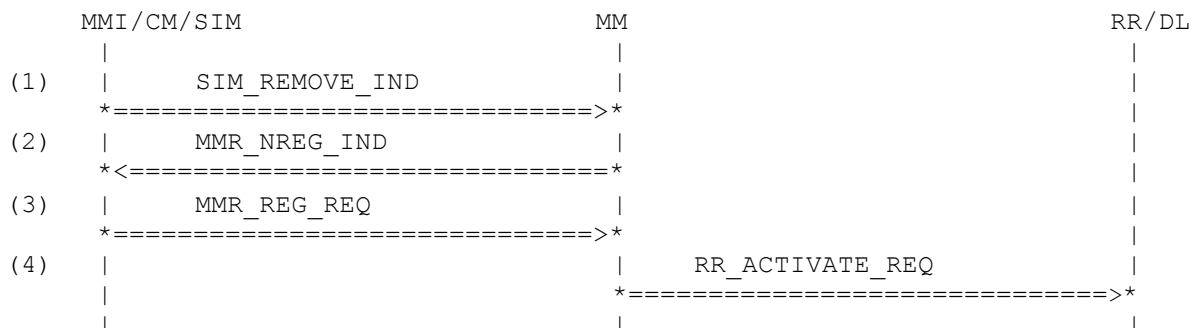 MMI/CM/SIM MM RR/DL
| | |
(1) | SIM_REMOVE_IND | |
*==============================>* |
(2) | MMR_NREG_IND | |
*<==============================* |
(3) | MMR_REG_REQ | |
*==============================>* |
(4) | | RR_ACTIVATE_REQ |
| *==============================>*
| | |